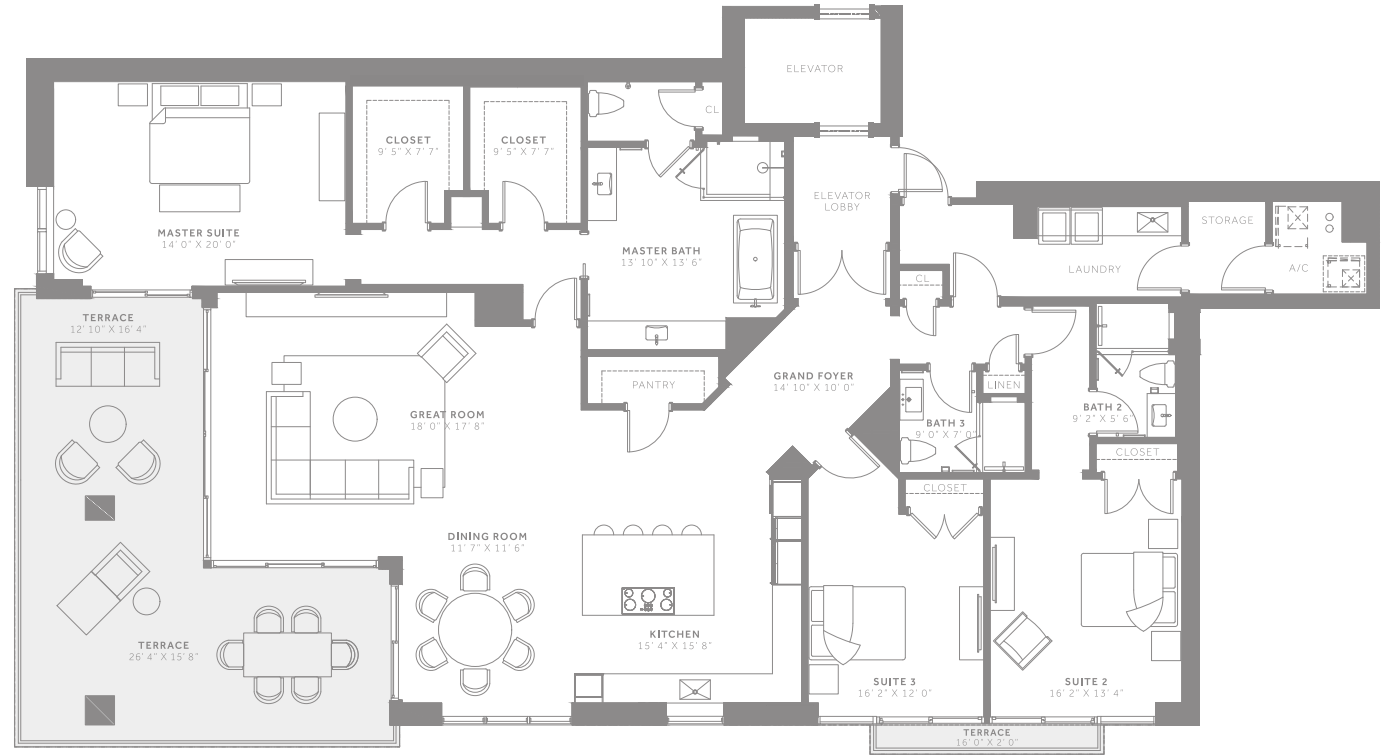 ELEVATOR
CL
CLOSET
9' 5" X 7' 7"
CLOSET
9' 5" X 7' 7"
MASTER SUITE
14' 0" X 20' 0"
MASTER BATH
13' 10" X 13' 6"
ELEVATOR
LOBBY
STORAGE
LAUNDRY
A/C
CL
TERRACE
12' 10" X 16' 4"
PANTRY
GRAND FOYER
14' 10" X 10' 0"
LINEN
GREAT ROOM
18' 0" X 17' 8"
BATH 3
9' 0" X 7' 0"
BATH 2
9' 2" X 5' 6"
CLOSET
CLOSET
DINING ROOM
11' 7" X 11' 6"
KITCHEN
15' 4" X 15' 8"
TERRACE
26' 4" X 15' 8"
SUITE 3
16' 2" X 12' 0"
SUITE 2
16' 2" X 13' 4"
TERRACE
16' 0" X 2' 0"